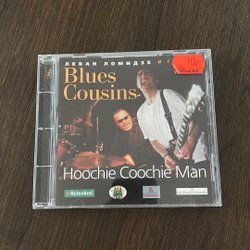 ЛЕВАН ЛОМИДЗЕ И
Blues
Cousins
Hoochie Coochie Man
Heineken